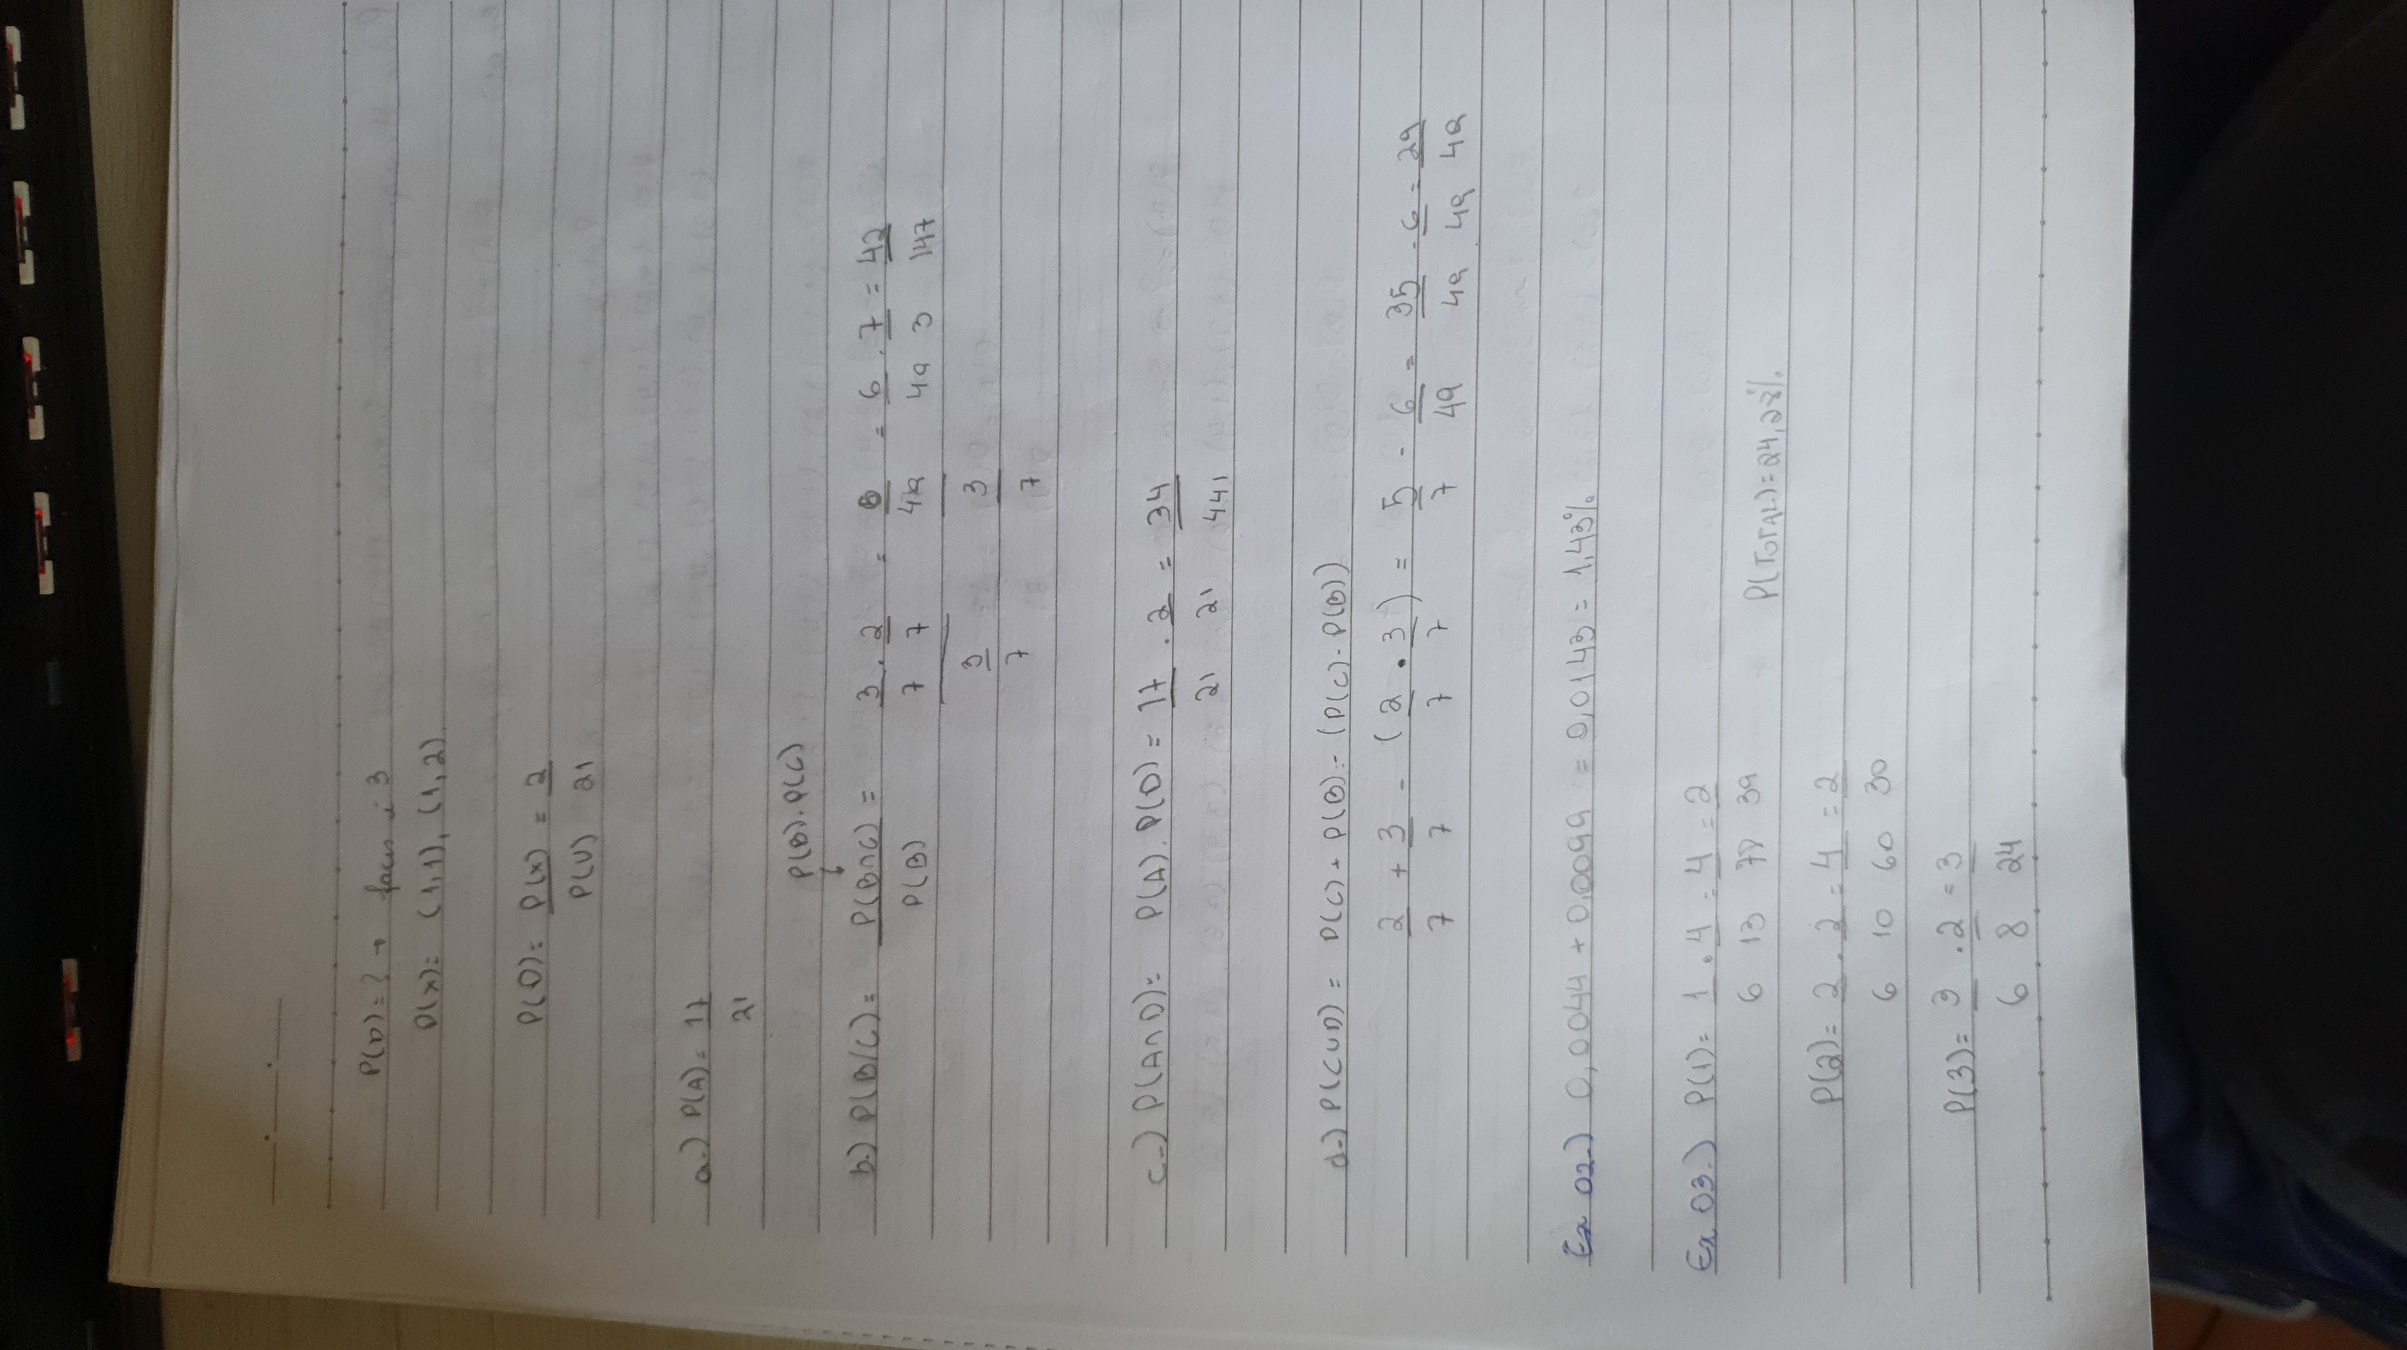 P(D)=? → faces ≤ 3
P(x)= (1,1), (1,2)
P(D)= P(x) = 2
P(U) 21
a-) P(A)= 17
21
P(B).P(C)
b-) P(B/C)= P(B∩C) = 3 . 2 = 6 = 6 . 7 = 42
P(B) 7 7 49 49 3 147
3 3
7 7
c-) P(A∩D)= P(A).P(D)= 17 . 2 = 34
21 21 441
d-) P(C∪D)= P(C)+P(B)-(P(C)-P(B))
2 + 3 - (2 . 3) = 5 - 6 = 35 - 6 = 29
7 7 7 7 7 49 49 49 49
Ex 02-) 0,0044 + 0,0099 = 0,0143 = 1,43%
Ex 03-) P(1)= 1 . 4 = 4 = 2
6 13 78 39
P(TOTAL)=24,28%
P(2)= 2 . 2 = 4 = 2
6 10 60 30
P(3)= 3 . 2 = 3
6 8 24